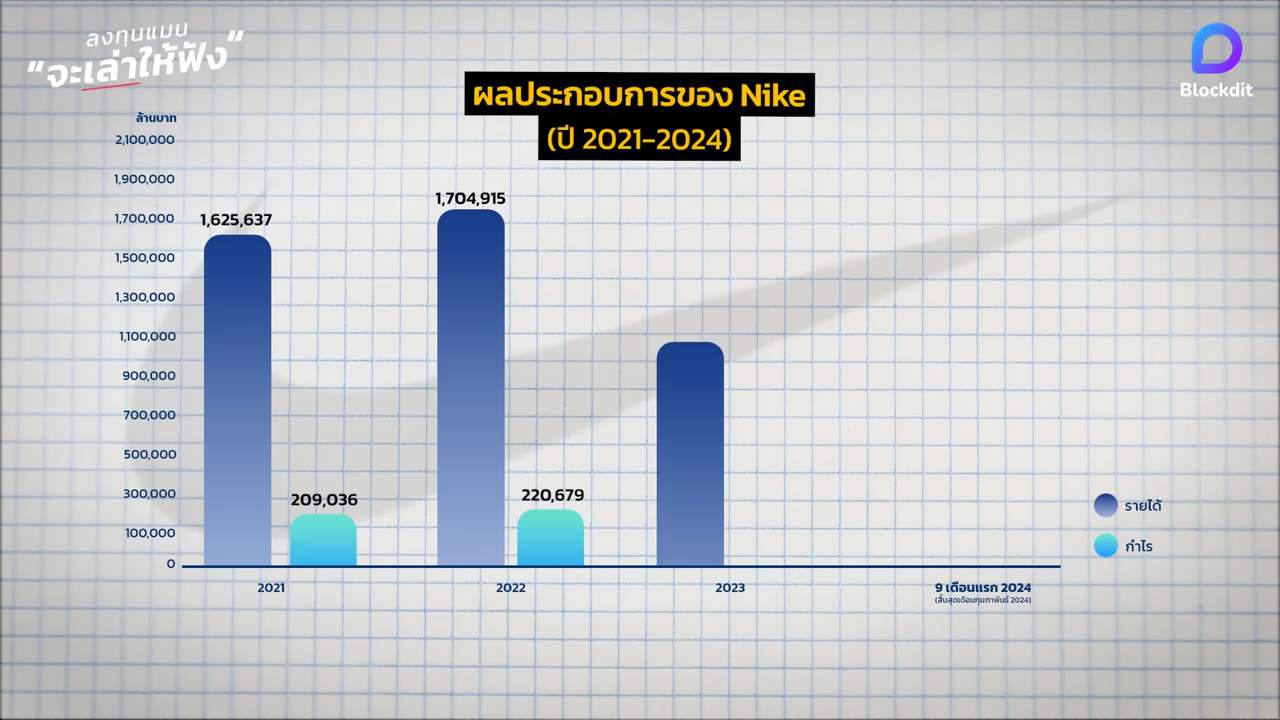 ลงทุนแมน
“จะเล่าให้ฟัง”
Blockdit
ผลประกอบการของ Nike
(ปี 2021-2024)
ล้านบาท
2,100,000
1,900,000
1,700,000
1,500,000
1,300,000
1,100,000
900,000
700,000
500,000
300,000
100,000
0
1,625,637
209,036
1,704,915
220,679
2021
2022
2023
9 เดือนแรก 2024
(สิ้นสุดเดือนกุมภาพันธ์ 2024)
รายได้
กำไร